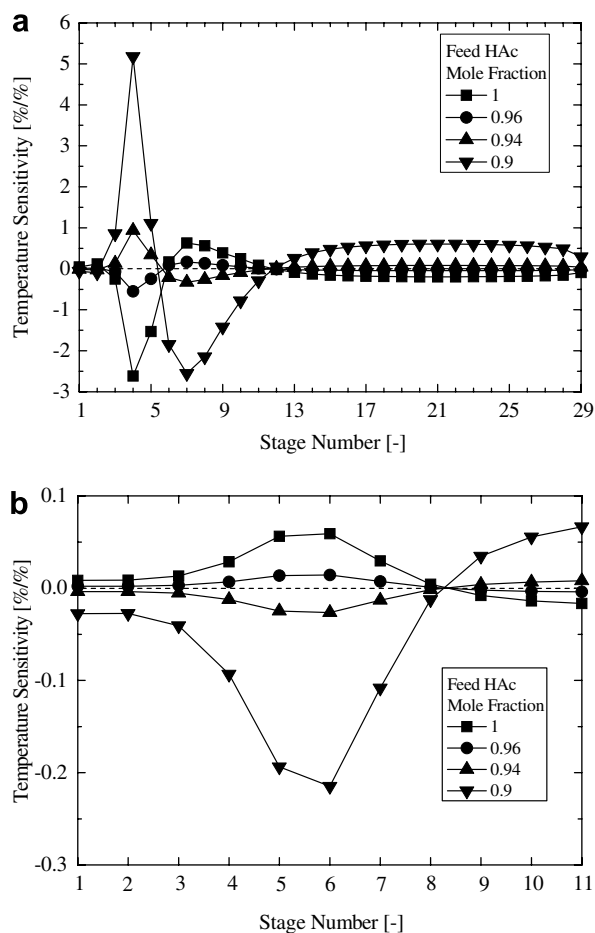 a
6
5
4
3
2
1
0
-1
-2
-3
Temperature Sensitivity [%/%]
Feed HAc
Mole Fraction
1
0.96
0.94
0.9
1 5 9 13 17 21 25 29
Stage Number [-]
b
0.1
0.0
-0.1
-0.2
-0.3
Temperature Sensitivity [%/%]
Feed HAc
Mole Fraction
1
0.96
0.94
0.9
1 2 3 4 5 6 7 8 9 10 11
Stage Number [-]